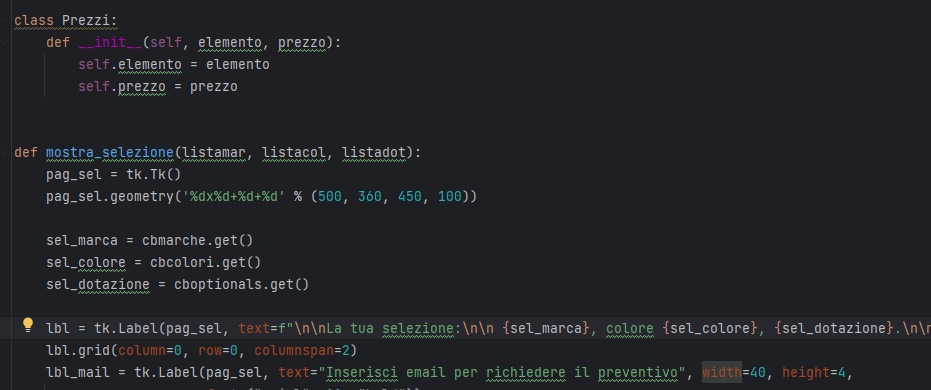 class Prezzi:
    def __init__(self, elemento, prezzo):
        self.elemento = elemento
        self.prezzo = prezzo
def mostra_selezione(listamar, listacol, listadot):
    pag_sel = tk.Tk()
    pag_sel.geometry('%dx%d+%d+%d' % (500, 360, 450, 100))
    sel_marca = cbmarche.get()
    sel_colore = cbcolori.get()
    sel_dotazione = cboptionals.get()
    lbl = tk.Label(pag_sel, text=f"\n\nLa tua selezione:\n\n {sel_marca}, colore {sel_colore}, {sel_dotazione}.\n\n
    lbl.grid(column=0, row=0, columnspan=2)
    lbl_mail = tk.Label(pag_sel, text="Inserisci email per richiedere il preventivo", width=40, height=4,